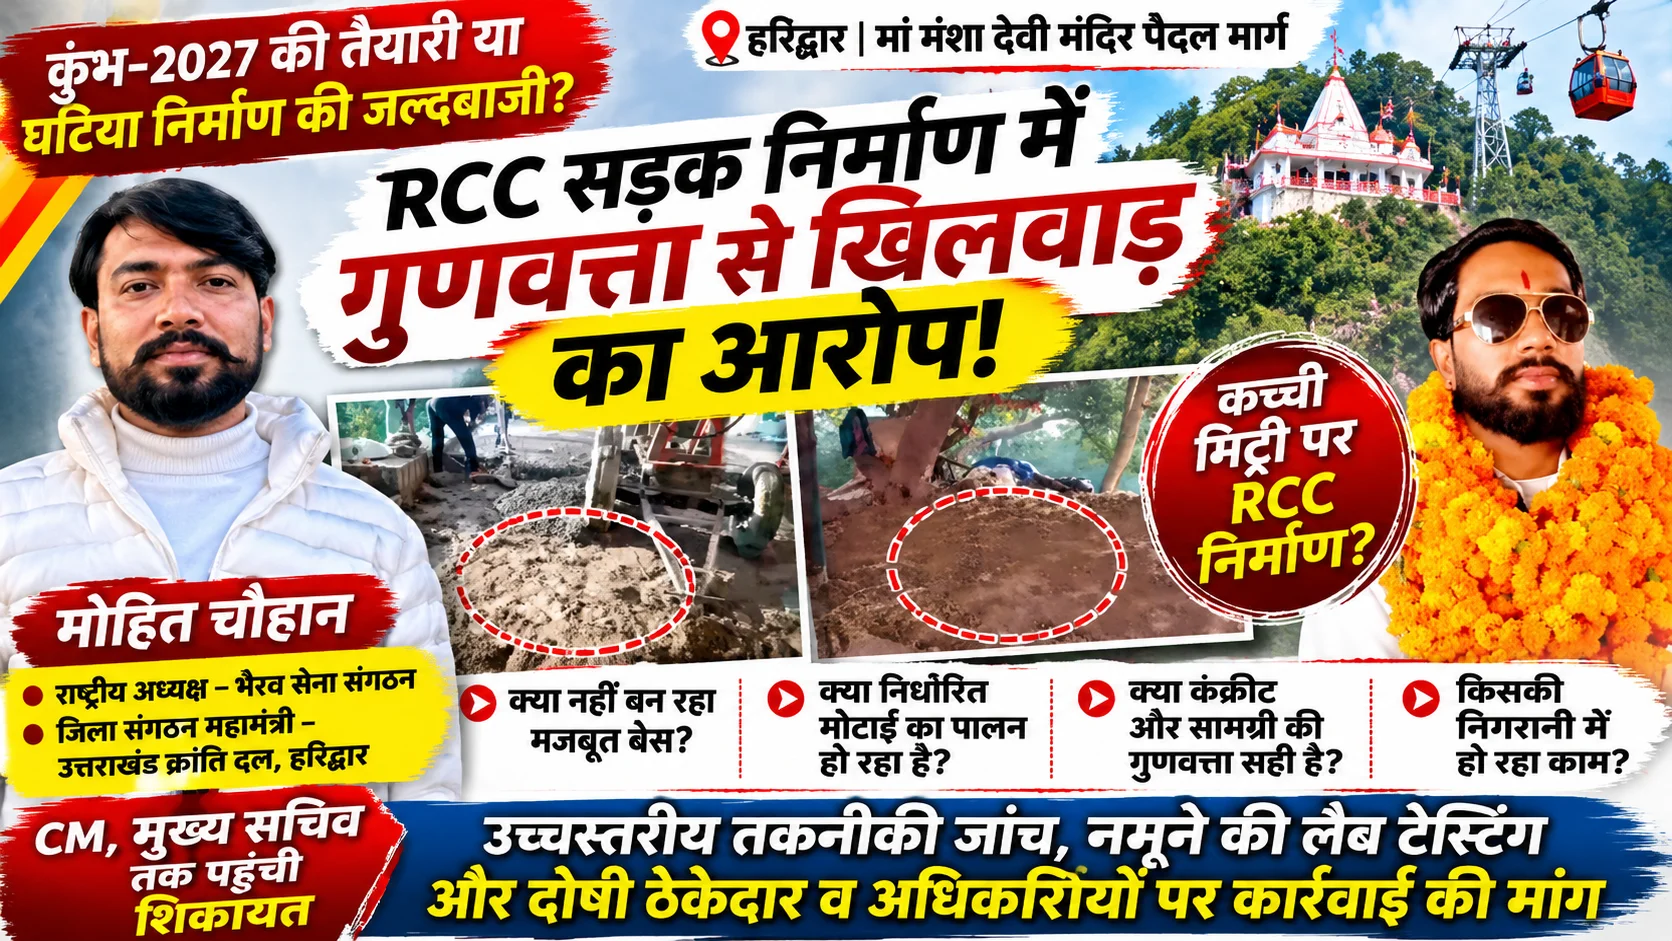 कुंभ-2027 की तैयारी या
घटिया निर्माण की जल्दबाजी?
हरिद्वार | मां मंशा देवी मंदिर पैदल मार्ग
RCC सड़क निर्माण में
गुणवत्ता से खिलवाड़
का आरोप!
कच्ची
मिट्टी पर
RCC
निर्माण?
मोहित चौहान
राष्ट्रीय अध्यक्ष – भैरव सेना संगठन
जिला संगठन महामंत्री –
उत्तराखंड क्रांति दल, हरिद्वार
क्या नहीं बन रहा
मजबूत बेस?
क्या निर्धारित
मोटाई का पालन
हो रहा है?
क्या कंक्रीट
और सामग्री की
गुणवत्ता सही है?
किसकी
निगरानी में
हो रहा काम?
CM, मुख्य सचिव
तक पहुंची
शिकायत
उच्चस्तरीय तकनीकी जांच, नमूने की लैब टेस्टिंग
और दोषी ठेकेदार व अधिकारियों पर कार्रवाई की मांग